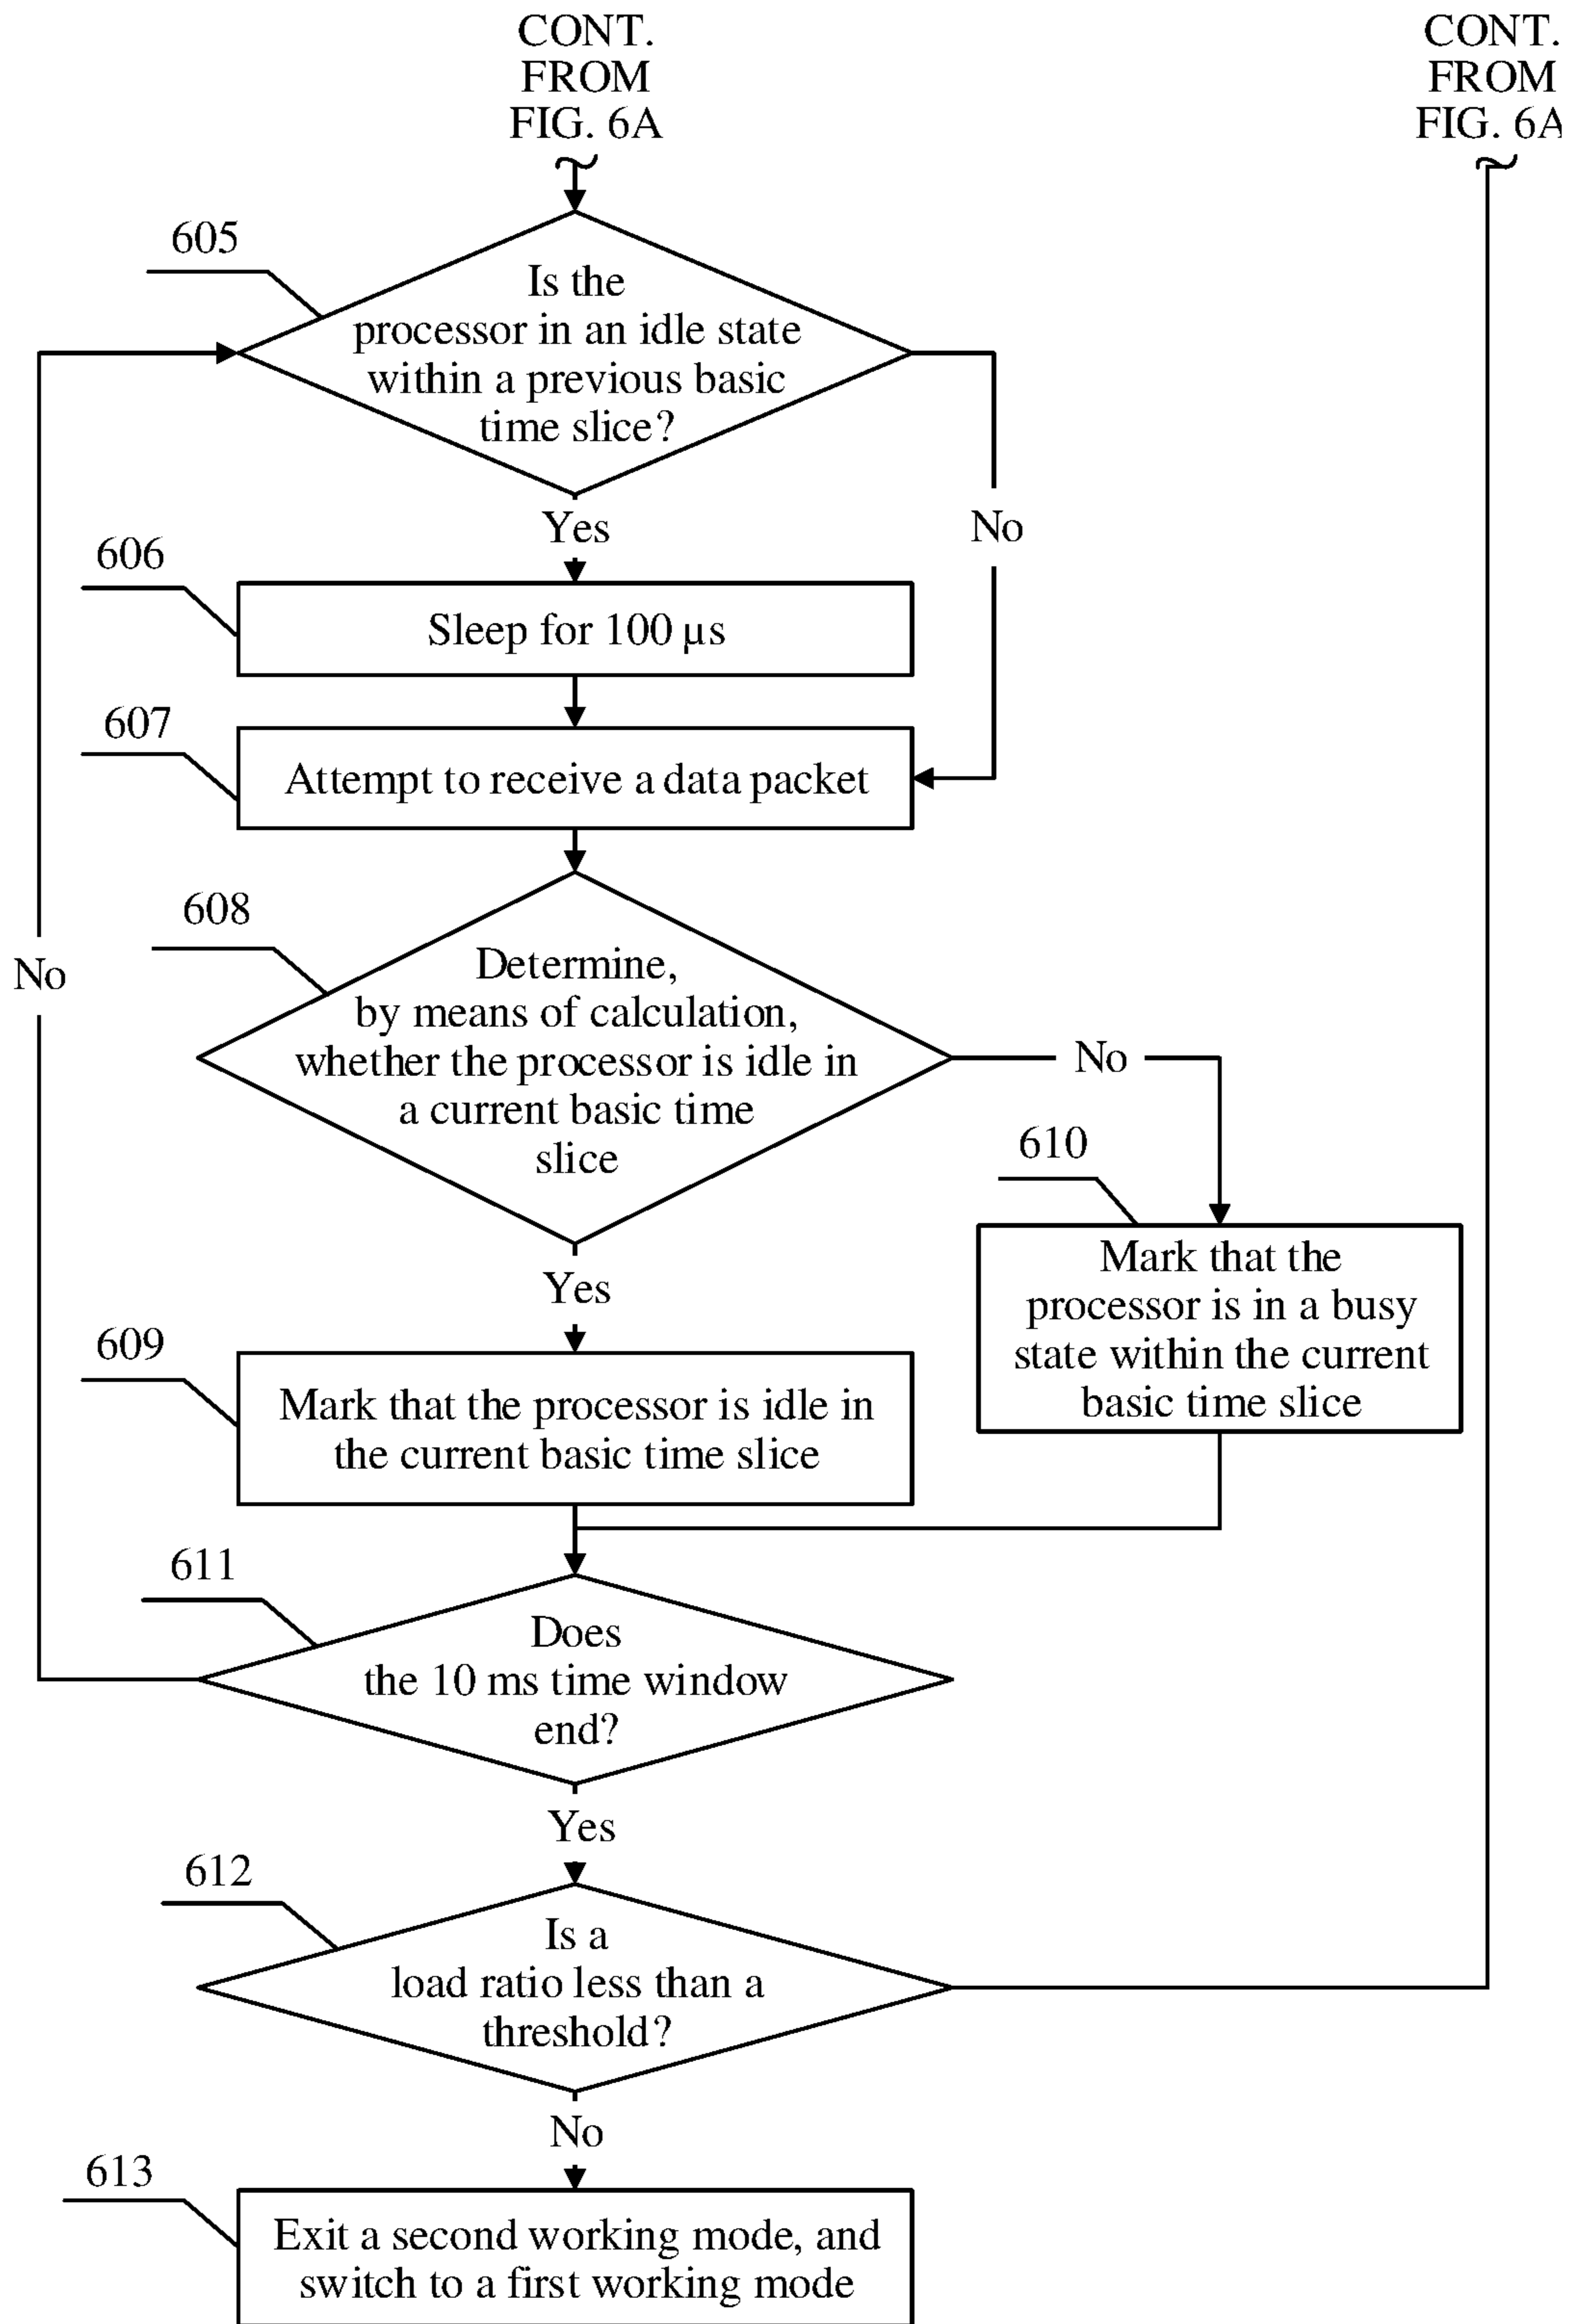 CONT.
FROM
FIG. 6A
CONT.
FROM
FIG. 6A
605
Is the
processor in an idle state
within a previous basic
time slice?
Yes
No
606
Sleep for 100 µs
607
Attempt to receive a data packet
608
Determine,
by means of calculation,
whether the processor is idle in
a current basic time
slice
No
No
610
Mark that the
processor is in a busy
state within the current
basic time slice
Yes
609
Mark that the processor is idle in
the current basic time slice
611
Does
the 10 ms time window
end?
Yes
612
Is a
load ratio less than a
threshold?
No
613
Exit a second working mode, and
switch to a first working mode